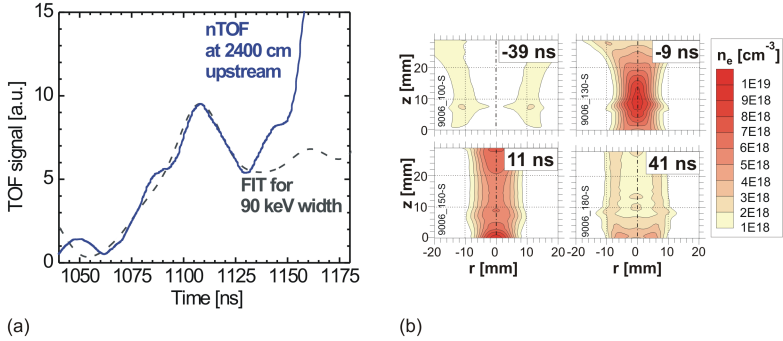 15
10
5
0
TOF signal [a.u.]
nTOF
at 2400 cm
upstream
FIT for
90 keV width
1050 1075 1100 1125 1150 1175
Time [ns]
(a)
-39 ns
-9 ns
20
10
0
z [mm]
9006_100-S
9006_130-S
11 ns
41 ns
20
10
0
z [mm]
9006_150-S
9006_180-S
-20 -10 0 10 20
-20 -10 0 10 20
r [mm]
r [mm]
n_e [cm^-3]
1E19
9E18
8E18
7E18
6E18
5E18
4E18
3E18
2E18
1E18
(b)